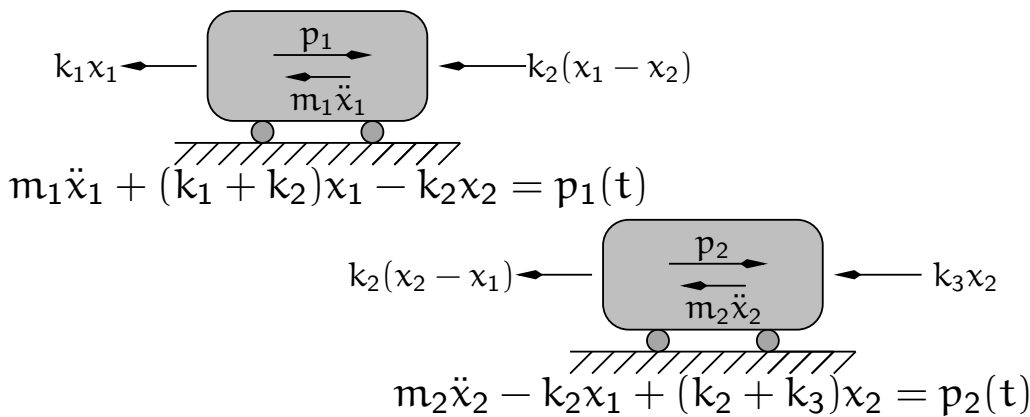 p₁
k₁x₁ k₂(x₁ − x₂)
m₁ẍ₁
m₁ẍ₁ + (k₁ + k₂)x₁ − k₂x₂ = p₁(t)
p₂
k₂(x₂ − x₁) k₃x₂
m₂ẍ₂
m₂ẍ₂ − k₂x₁ + (k₂ + k₃)x₂ = p₂(t)